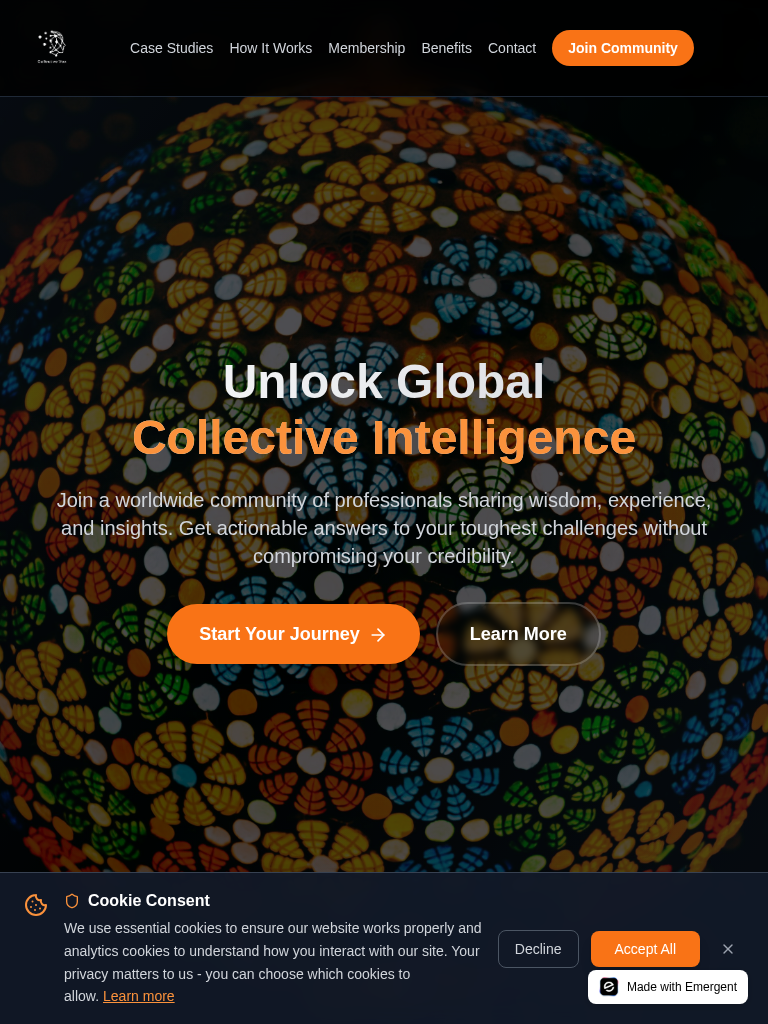 Case Studies How It Works Membership Benefits Contact Join Community
Unlock Global
Collective Intelligence
Join a worldwide community of professionals sharing wisdom, experience,
and insights. Get actionable answers to your toughest challenges without
compromising your credibility.
Start Your Journey Learn More
Cookie Consent
We use essential cookies to ensure our website works properly and
analytics cookies to understand how you interact with our site. Your
privacy matters to us - you can choose which cookies to
allow. Learn more
Decline Accept All
Made with Emergent